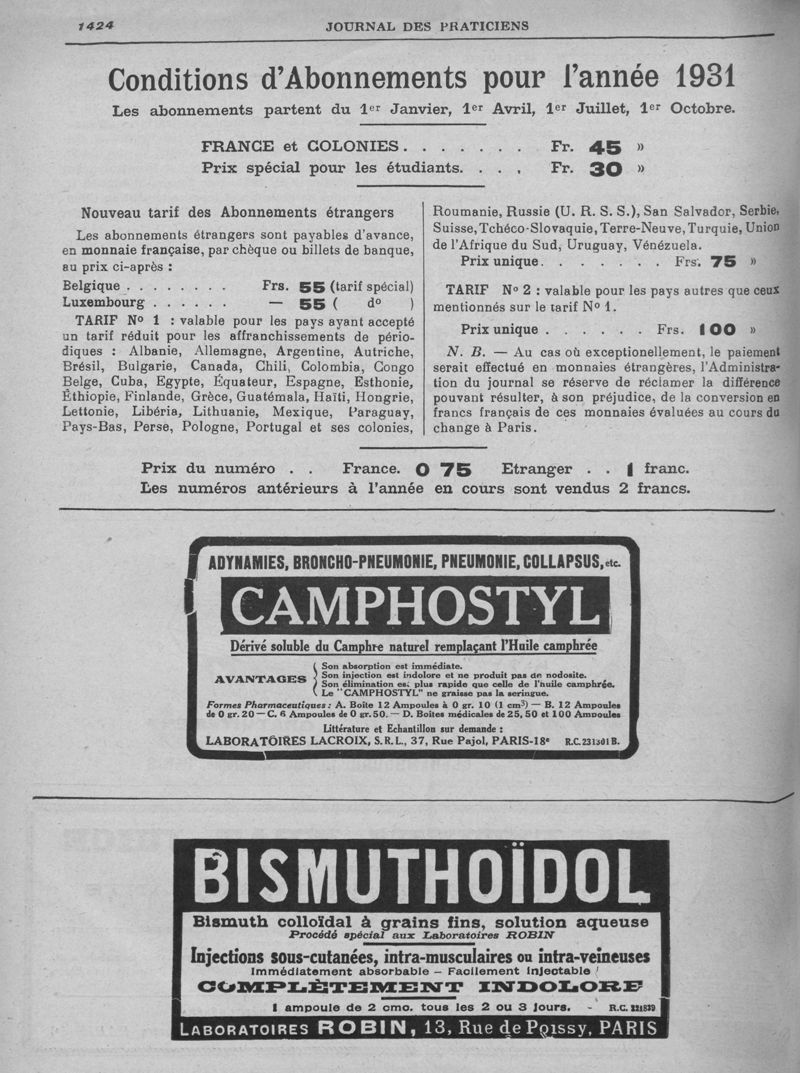 1424
JOURNAL DES PRATICIENS
Conditions d'Abonnements pour l'année 1931
Les abonnements partent du 1er Janvier, 1er Avril, 1er Juillet, 1er Octobre.
FRANCE et COLONIES . . . . . . . Fr. 45 »
Prix spécial pour les étudiants. . . . Fr. 30 »
Nouveau tarif des Abonnements étrangers
Les abonnements étrangers sont payables d'avance,
en monnaie française, par chèque ou billets de banque,
au prix ci-après :
Belgique . . . . . . . . Frs. 55 (tarif spécial)
Luxembourg . . . . . . — 55 ( do )
TARIF No 1 : valable pour les pays ayant accepté
un tarif réduit pour les affranchissements de pério-
diques : Albanie, Allemagne, Argentine, Autriche,
Brésil, Bulgarie, Canada, Chili, Colombia, Congo
Belge, Cuba, Egypte, Équateur, Espagne, Esthonie,
Éthiopie, Finlande, Grèce, Guatémala, Haïti, Hongrie,
Lettonie, Libéria, Lithuanie, Mexique, Paraguay,
Pays-Bas, Perse, Pologne, Portugal et ses colonies,
Roumanie, Russie (U. R. S. S.), San Salvador, Serbie,
Suisse, Tchéco-Slovaquie, Terre-Neuve, Turquie, Union
de l'Afrique du Sud, Uruguay, Vénézuela.
Prix unique. . . . . . . . Frs. 75 »
TARIF No 2 : valable pour les pays autres que ceux
mentionnés sur le tarif No 1.
Prix unique . . . . . . Frs. 100 »
N. B. — Au cas où exceptionellement, le paiement
serait effectué en monnaies étrangères, l'Administra-
tion du journal se réserve de réclamer la différence
pouvant résulter, à son préjudice, de la conversion en
francs français de ces monnaies évaluées au cours du
change à Paris.
Prix du numéro . . France. 0 75 Etranger . . 1 franc.
Les numéros antérieurs à l'année en cours sont vendus 2 francs.
ADYNAMIES, BRONCHO-PNEUMONIE, PNEUMONIE, COLLAPSUS, etc.
CAMPHOSTYL
Dérivé soluble du Camphre naturel remplaçant l'Huile camphrée
AVANTAGES
Son absorption est immédiate.
Son injection est indolore et ne produit pas de nodosite.
Son élimination est plus rapide que celle de l'huile camphrée.
Le "CAMPHOSTYL" ne graisse pas la seringue.
Formes Pharmaceutiques : A. Boîte 12 Ampoules à 0 gr. 10 (1 cm3) — B. 12 Ampoules
de 0 gr. 20 — C. 6 Ampoules de 0 gr. 50. — D. Boites médicales de 25, 50 et 100 Ampoules
Littérature et Echantillon sur demande :
LABORATOIRES LACROIX, S.R.L., 37, Rue Pajol, PARIS-18e R.C. 231301 B.
BISMUTHOÏDOL
Bismuth colloïdal à grains fins, solution aqueuse
Procédé spécial aux Laboratoires ROBIN
Injections sous-cutanées, intra-musculaires ou intra-veineuses
Immédiatement absorbable – Facilement injectable
COMPLÈTEMENT INDOLORE
1 ampoule de 2 cmc. tous les 2 ou 3 jours. - R.C. 221839
LABORATOIRES ROBIN, 13, Rue de Poissy, PARIS